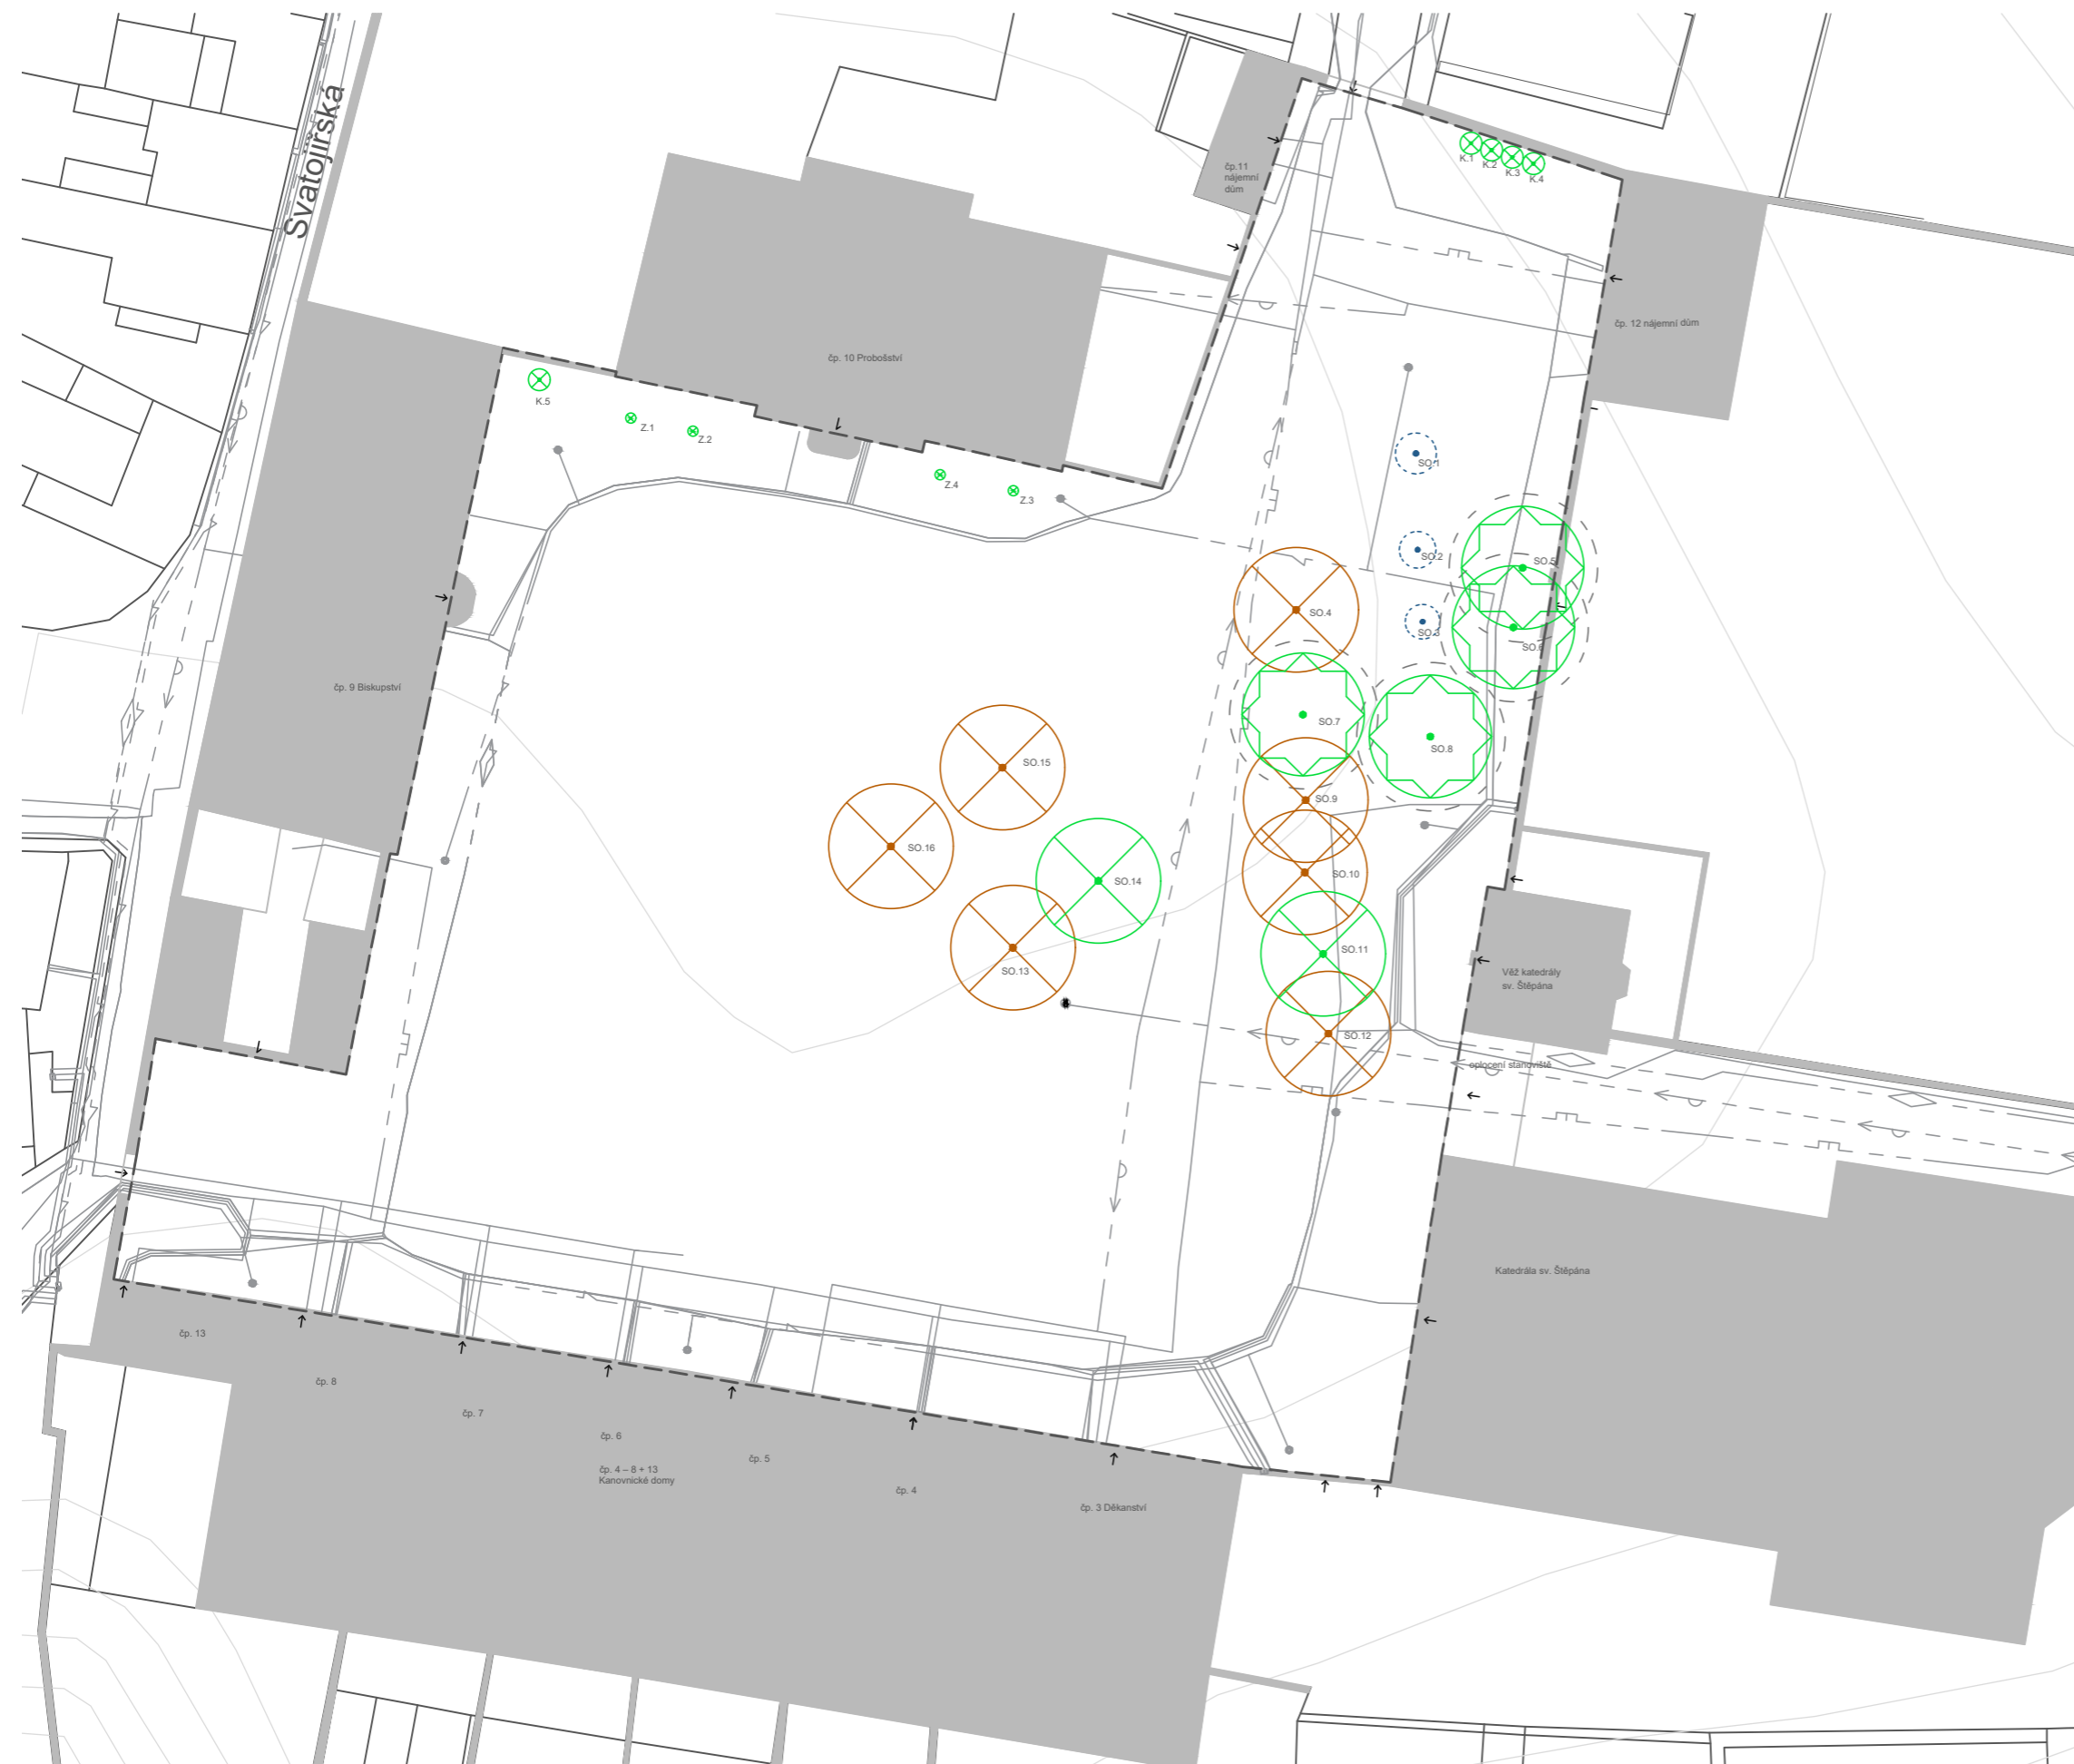 Svatojířská
čp.11
nájemní
dům
K.1
K.2
K.3
K.4
čp. 12 nájemní dům
čp. 10 Probošství
K.5
Z.1
Z.2
Z.4
Z.3
SO.1
SO.2
SO.3
SO.4
SO.5
SO.6
SO.7
SO.8
čp. 9 Biskupství
SO.15
SO.16
SO.14
SO.13
SO.9
SO.10
SO.11
SO.12
Věž katedrály
sv. Štěpána
oplocení stanoviště
Katedrála sv. Štěpána
čp. 13
čp. 8
čp. 7
čp. 6
čp. 4 – 8 + 13
Kanovnické domy
čp. 5
čp. 4
čp. 3 Děkanství